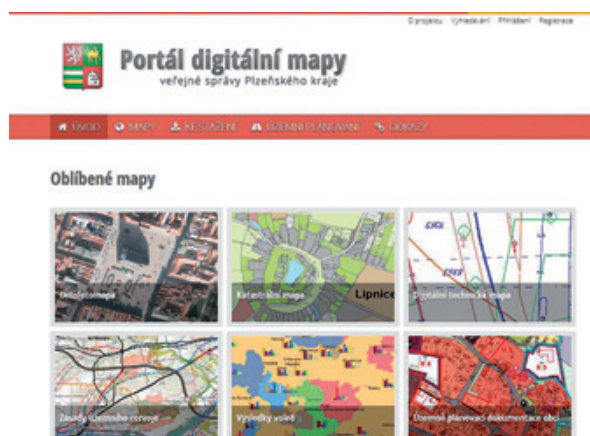 O projektu Vyhledávání Přihlášení Registrace
Portál digitální mapy
veřejné správy Plzeňského kraje
ÚVOD MAPY KE STAŽENÍ ÚZEMNÍ PLÁNOVÁNÍ ODKAZY
Oblíbené mapy
Ortofotomapa
Katastrální mapa
Lipnice
Digitální technická mapa
Zásady územního rozvoje
Výsledky voleb
Územně plánovací dokumentace obcí